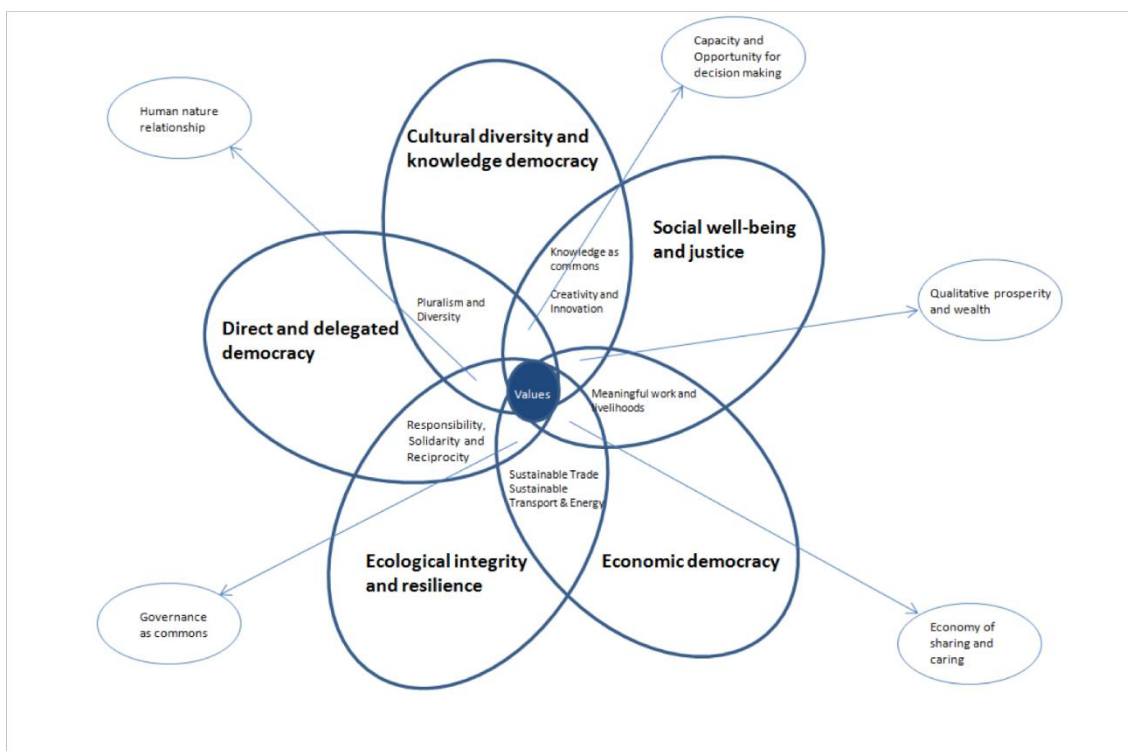 Capacity and
Opportunity for
decision making
Human nature
relationship
Cultural diversity and
knowledge democracy
Social well-being
and justice
Knowledge as
commons
Creativity and
Innovation
Pluralism and
Diversity
Qualitative prosperity
and wealth
Direct and delegated
democracy
Values
Meaningful work and
livelihoods
Responsibility,
Solidarity and
Reciprocity
Sustainable Trade
Sustainable
Transport & Energy
Ecological integrity
and resilience
Economic democracy
Governance
as commons
Economy of
sharing and
caring